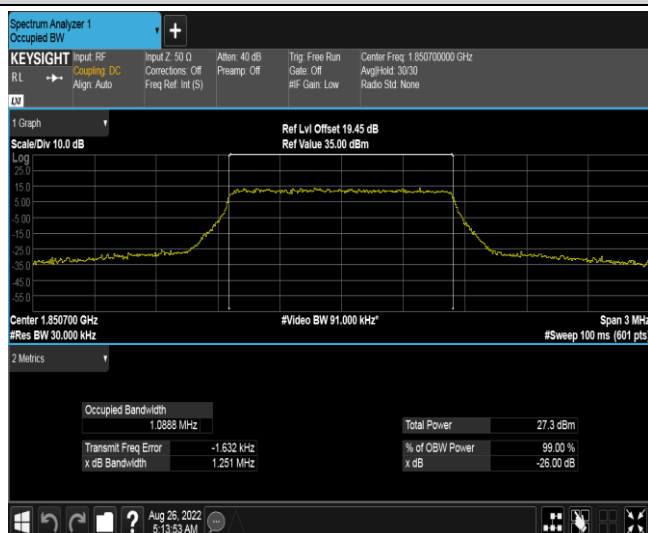 Spectrum Analyzer 1
Occupied BW
+
KEYSIGHT Input: RF Input Z: 50 Ω Atten: 40 dB Trig: Free Run Center Freq: 1.850700000 GHz
R L Coupling: DC Corrections: Off Preamp: Off Gate: Off Avg|Hold: 30/30
Align: Auto Freq Ref: Int (S) #IF Gain: Low Radio Std: None
LXI
1 Graph
Ref Lvl Offset 19.45 dB
Scale/Div 10.0 dB Ref Value 35.00 dBm
Log
25.0
15.0
5.00
-5.00
-15.0
-25.0
-35.0
-45.0
-55.0
Center 1.850700 GHz #Video BW 91.000 kHz* Span 3 MHz
#Res BW 30.000 kHz #Sweep 100 ms (601 pts)
2 Metrics
Occupied Bandwidth
1.0888 MHz Total Power 27.3 dBm
Transmit Freq Error -1.632 kHz % of OBW Power 99.00 %
x dB Bandwidth 1.251 MHz x dB -26.00 dB
? Aug 26, 2022
5:13:53 AM